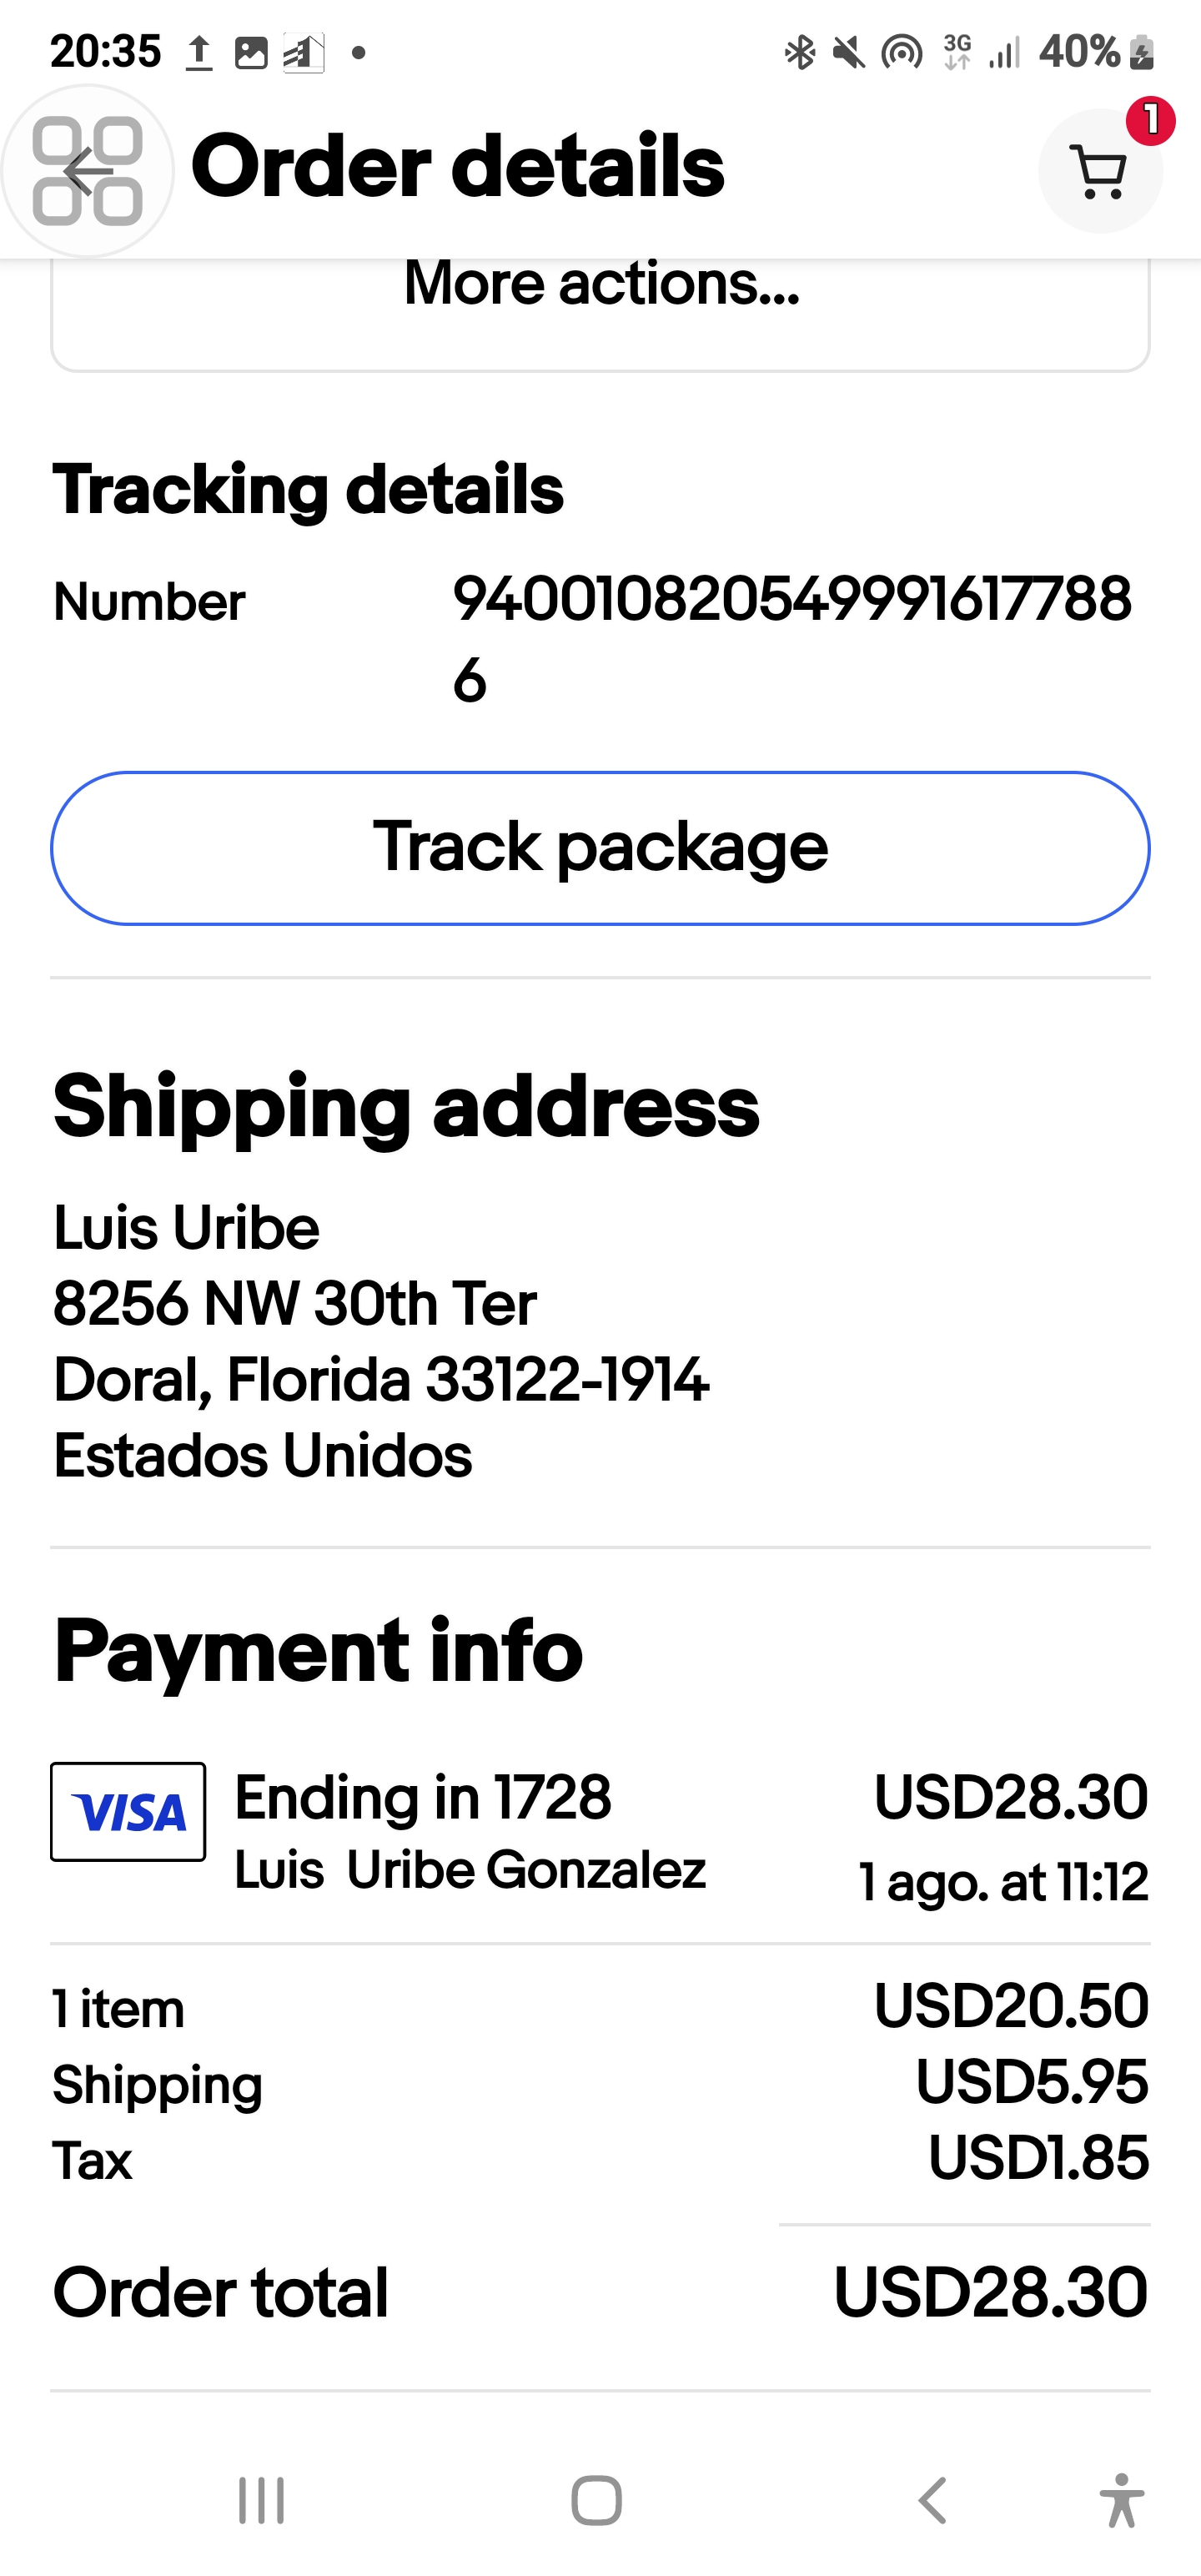 20:35 3G 40%
Order details 1
More actions...
Tracking details
Number 940010820549991617788
6
Track package
Shipping address
Luis Uribe
8256 NW 30th Ter
Doral, Florida 33122-1914
Estados Unidos
Payment info
VISA Ending in 1728 USD28.30
Luis Uribe Gonzalez 1 ago. at 11:12
1 item USD20.50
Shipping USD5.95
Tax USD1.85
Order total USD28.30